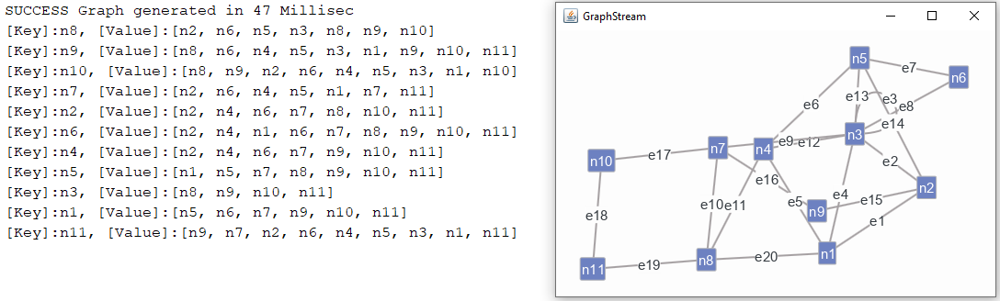 SUCCESS Graph generated in 47 Millisec
[Key]:n8, [Value]:[n2, n6, n5, n3, n8, n9, n10]
[Key]:n9, [Value]:[n8, n6, n4, n5, n3, n1, n9, n10, n11]
[Key]:n10, [Value]:[n8, n9, n2, n6, n4, n5, n3, n1, n10]
[Key]:n7, [Value]:[n2, n6, n4, n5, n1, n7, n11]
[Key]:n2, [Value]:[n2, n4, n6, n7, n8, n10, n11]
[Key]:n6, [Value]:[n2, n4, n1, n6, n7, n8, n9, n10, n11]
[Key]:n4, [Value]:[n2, n4, n6, n7, n9, n10, n11]
[Key]:n5, [Value]:[n1, n5, n7, n8, n9, n10, n11]
[Key]:n3, [Value]:[n8, n9, n10, n11]
[Key]:n1, [Value]:[n5, n6, n7, n9, n10, n11]
[Key]:n11, [Value]:[n9, n7, n2, n6, n4, n5, n3, n1, n11]
GraphStream
n5
e7
n6
e13
e3
e6
e8
e14
n3
e9
e12
n7
n4
e17
n10
e2
e16
n2
e4
e15
e5
e10
e11
n9
e18
e1
n1
e20
n8
e19
n11